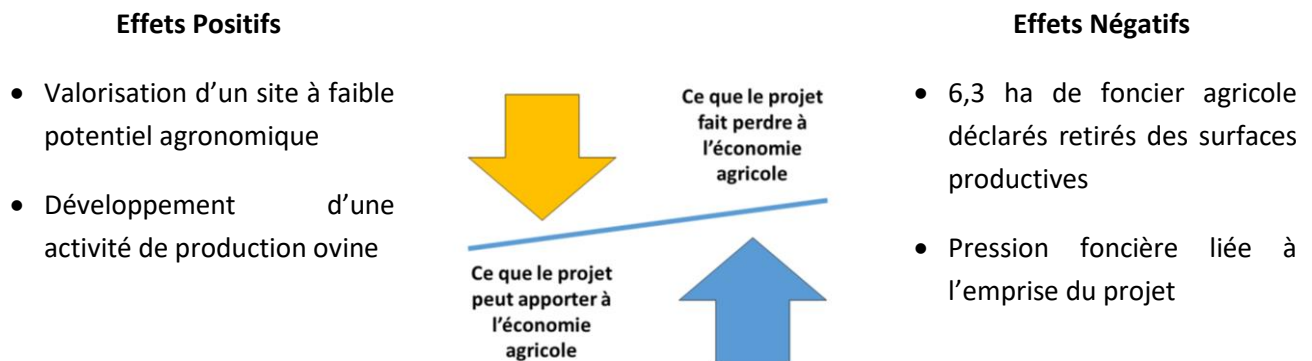 Effets Positifs
• Valorisation d’un site à faible
potentiel agronomique
• Développement d’une
activité de production ovine
Ce que le projet
fait perdre à
l’économie
agricole
Ce que le projet
peut apporter à
l’économie
agricole
Effets Négatifs
• 6,3 ha de foncier agricole
déclarés retirés des surfaces
productives
• Pression foncière liée à
l’emprise du projet